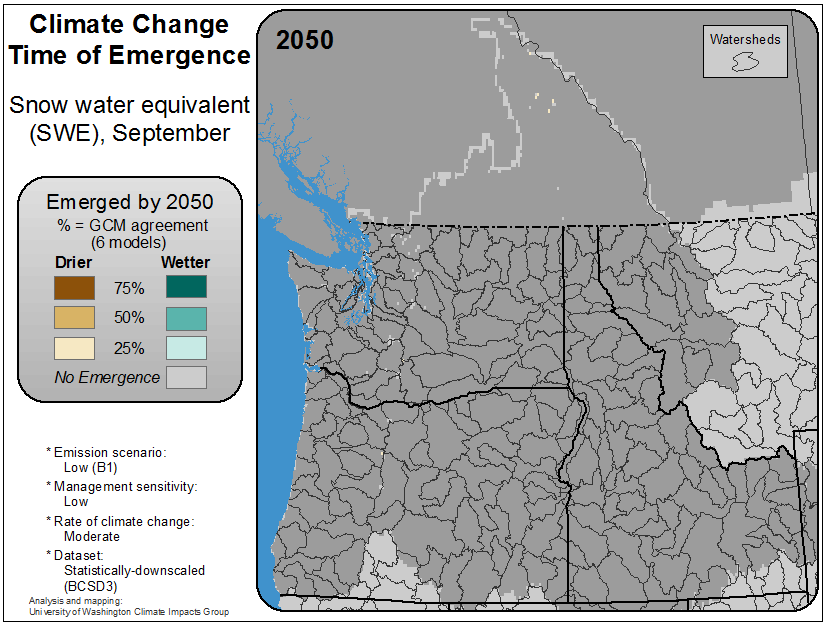 Climate Change
Time of Emergence
Snow water equivalent
(SWE), September
Emerged by 2050
% = GCM agreement
(6 models)
Drier Wetter
75%
50%
25%
No Emergence
* Emission scenario:
Low (B1)
* Management sensitivity:
Low
* Rate of climate change:
Moderate
* Dataset:
Statistically-downscaled
(BCSD3)
Analysis and mapping:
University of Washington Climate Impacts Group
2050
Watersheds